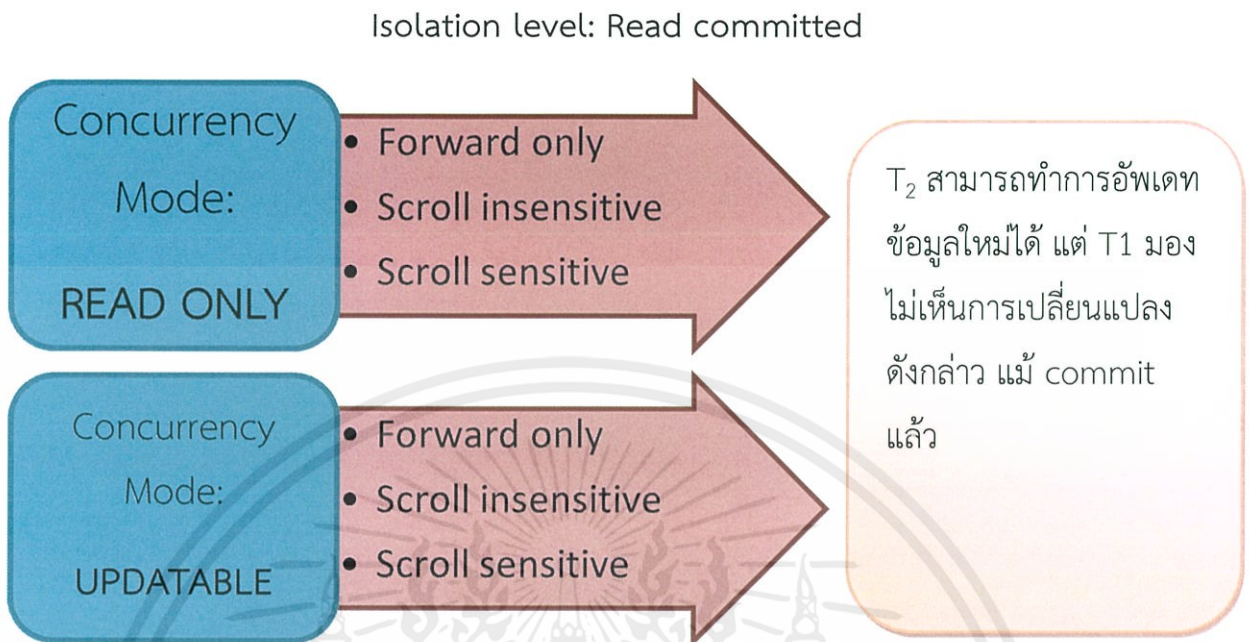 Isolation level: Read committed
Concurrency
Mode:
READ ONLY
• Forward only
• Scroll insensitive
• Scroll sensitive
Concurrency
Mode:
UPDATABLE
• Forward only
• Scroll insensitive
• Scroll sensitive
T₂ สามารถทำการอัพเดท
ข้อมูลใหม่ได้ แต่ T1 มอง
ไม่เห็นการเปลี่ยนแปลง
ดังกล่าว แม้ commit
แล้ว